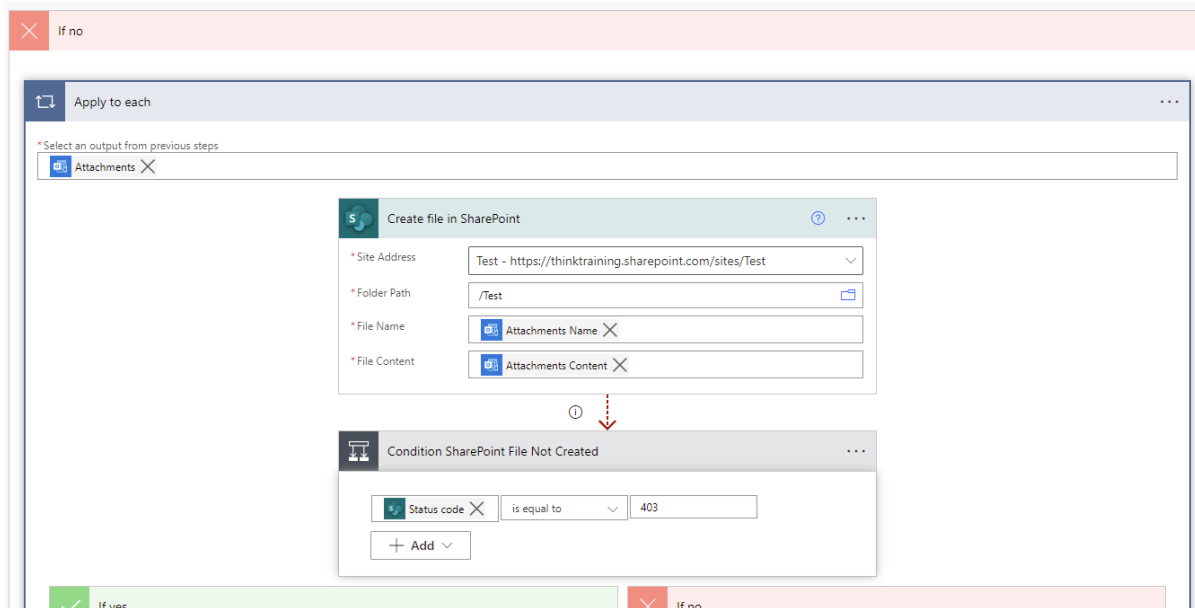 If no
Apply to each
* Select an output from previous steps
Attachments
Create file in SharePoint
* Site Address
Test - https://thinktraining.sharepoint.com/sites/Test
* Folder Path
/Test
* File Name
Attachments Name
* File Content
Attachments Content
Condition SharePoint File Not Created
Status code is equal to 403
Add
If yes If no